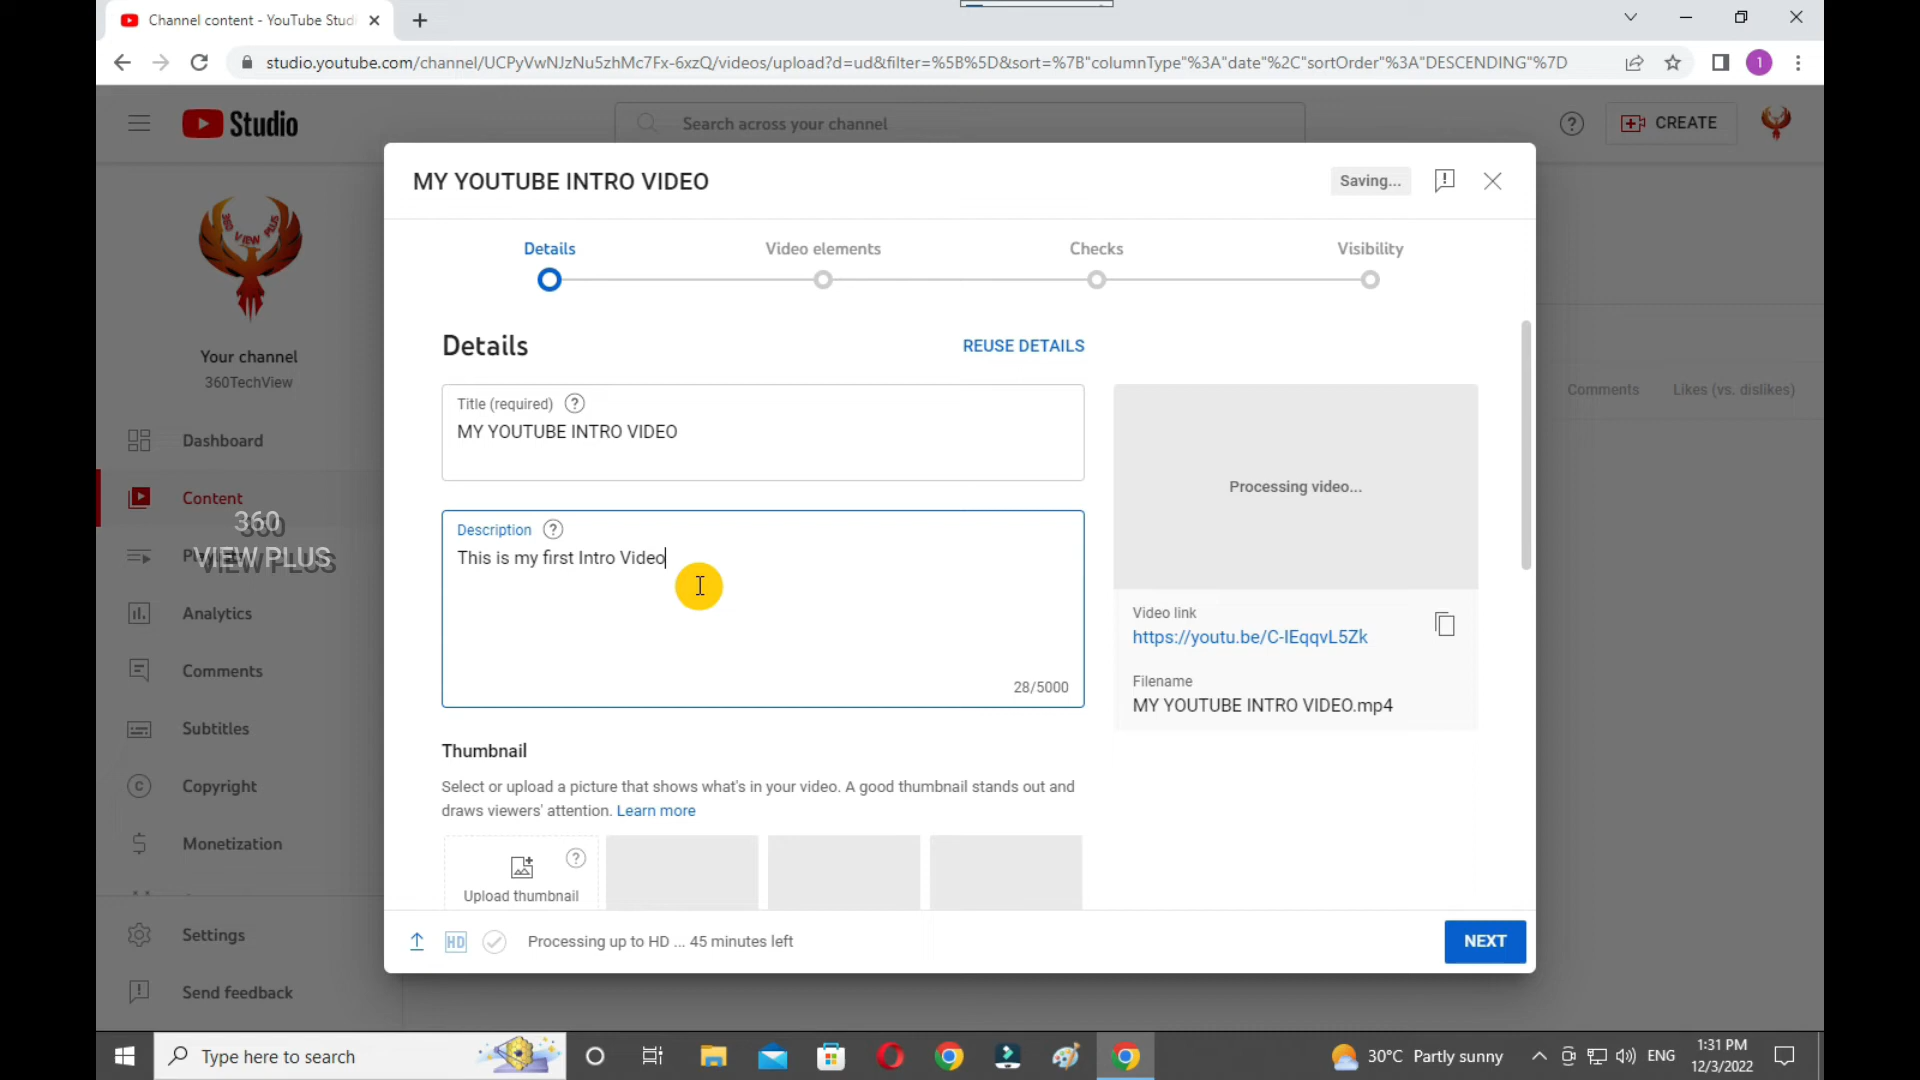 Channel content - YouTube Studi
studio.youtube.com/channel/UCPyVwNJzNu5zhMc7Fx-6xzQ/videos/upload?d=ud&filter=%5B%5D&sort=%7B"columnType"%3A"date"%2C"sortOrder"%3A"DESCENDING"%7D
1
Studio
Search across your channel
CREATE
MY YOUTUBE INTRO VIDEO
Saving...
Details
Video elements
Checks
Visibility
360 VIEW PLUS
Your channel
360TechView
Details
REUSE DETAILS
Title (required)
MY YOUTUBE INTRO VIDEO
Comments
Likes (vs. dislikes)
Dashboard
Content
360
VIEW PLUS
Analytics
Comments
Subtitles
Copyright
Monetization
Settings
Send feedback
Description
This is my first Intro Video
28/5000
Processing video...
Video link
https://youtu.be/C-IEqqvL5Zk
Filename
MY YOUTUBE INTRO VIDEO.mp4
Thumbnail
Select or upload a picture that shows what's in your video. A good thumbnail stands out and
draws viewers' attention. Learn more
Upload thumbnail
HD
Processing up to HD ... 45 minutes left
NEXT
Type here to search
30°C Partly sunny
ENG
1:31 PM
12/3/2022